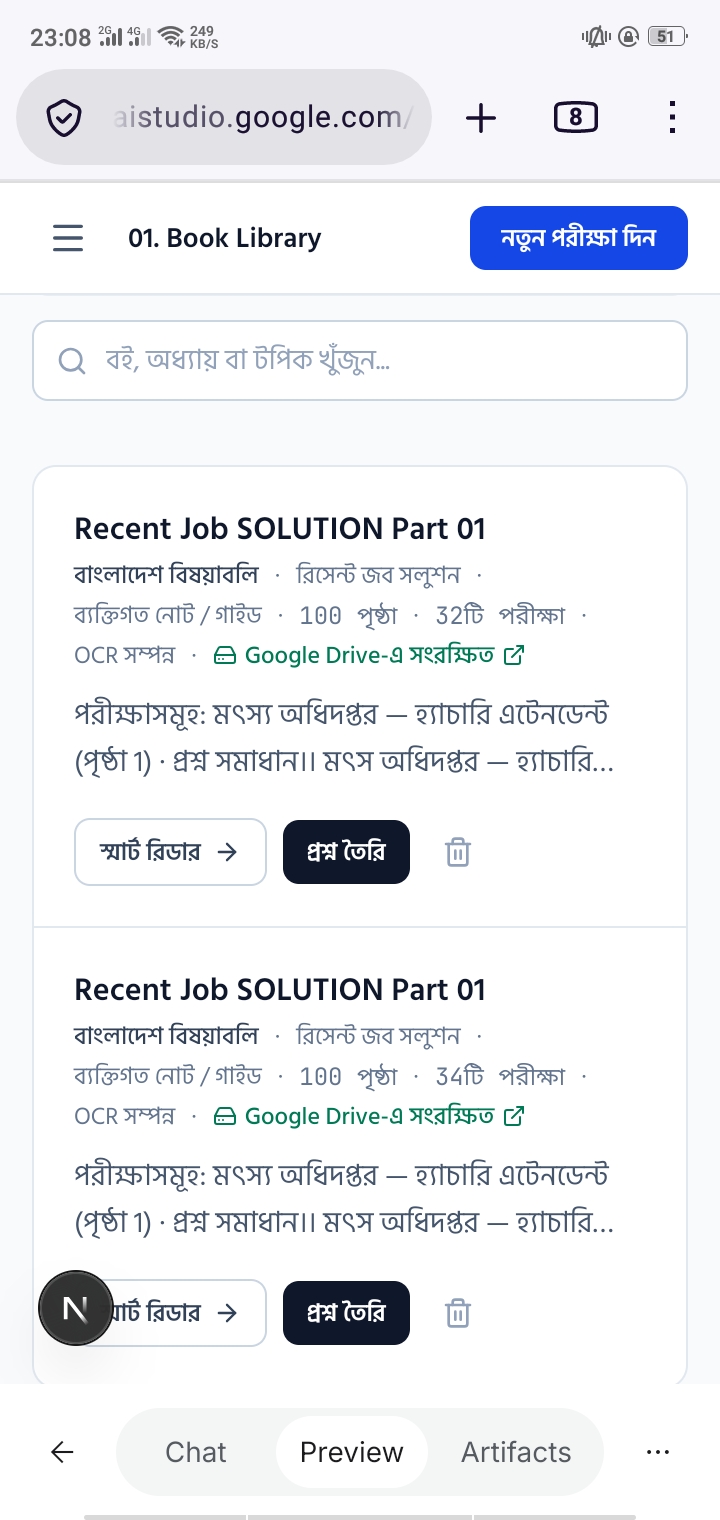 23:08 2G 4G 249 KB/S 51
aistudio.google.com/ 8
01. Book Library নতুন পরীক্ষা দিন
বই, অধ্যায় বা টপিক খুঁজুন...
Recent Job SOLUTION Part 01
বাংলাদেশ বিষয়াবলি · রিসেন্ট জব সলুশন ·
ব্যক্তিগত নোট / গাইড · 100 পৃষ্ঠা · 32টি পরীক্ষা ·
OCR সম্পন্ন · Google Drive-এ সংরক্ষিত
পরীক্ষাসমূহ: মৎস্য অধিদপ্তর — হ্যাচারি এটেনডেন্ট
(পৃষ্ঠা 1) · প্রশ্ন সমাধান।। মৎস অধিদপ্তর — হ্যাচারি...
স্মার্ট রিডার → প্রশ্ন তৈরি
Recent Job SOLUTION Part 01
বাংলাদেশ বিষয়াবলি · রিসেন্ট জব সলুশন ·
ব্যক্তিগত নোট / গাইড · 100 পৃষ্ঠা · 34টি পরীক্ষা ·
OCR সম্পন্ন · Google Drive-এ সংরক্ষিত
পরীক্ষাসমূহ: মৎস্য অধিদপ্তর — হ্যাচারি এটেনডেন্ট
(পৃষ্ঠা 1) · প্রশ্ন সমাধান।। মৎস অধিদপ্তর — হ্যাচারি...
N রিডার → প্রশ্ন তৈরি
Chat Preview Artifacts